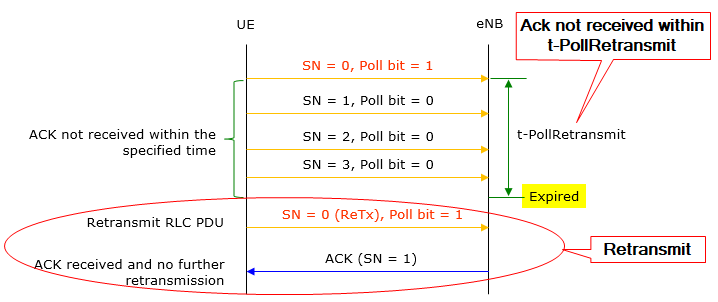 UE
eNB
Ack not received within
t-PollRetransmit
SN = 0, Poll bit = 1
SN = 1, Poll bit = 0
ACK not received within the
specified time
SN = 2, Poll bit = 0
t-PollRetransmit
SN = 3, Poll bit = 0
Expired
Retransmit RLC PDU
SN = 0 (ReTx), Poll bit = 1
Retransmit
ACK received and no further
retransmission
ACK (SN = 1)